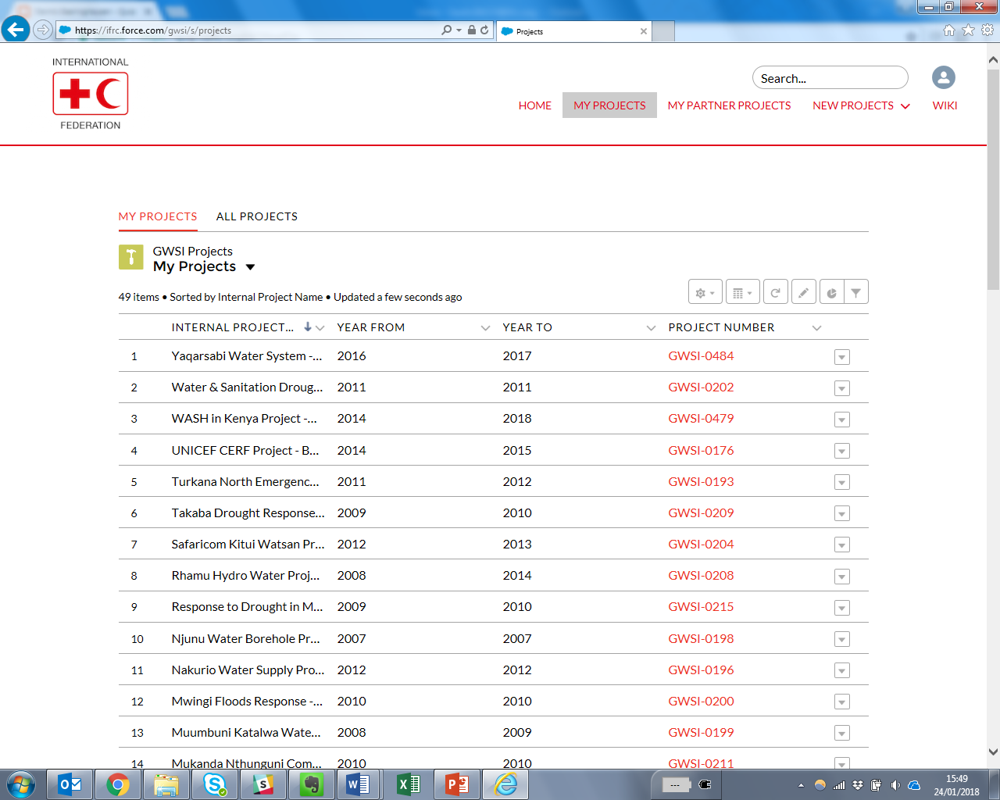 https://ifrc.force.com/gwsi/s/projects
Projects
INTERNATIONAL
FEDERATION
Search...
HOME MY PROJECTS MY PARTNER PROJECTS NEW PROJECTS WIKI
MY PROJECTS ALL PROJECTS
GWSI Projects
My Projects
49 items • Sorted by Internal Project Name • Updated a few seconds ago
INTERNAL PROJECT... YEAR FROM YEAR TO PROJECT NUMBER
1 Yaqarsabi Water System -... 2016 2017 GWSI-0484
2 Water & Sanitation Droug... 2011 2011 GWSI-0202
3 WASH in Kenya Project -... 2014 2018 GWSI-0479
4 UNICEF CERF Project - B... 2014 2015 GWSI-0176
5 Turkana North Emergenc... 2011 2012 GWSI-0193
6 Takaba Drought Response... 2009 2010 GWSI-0209
7 Safaricom Kitui Watsan Pr... 2012 2013 GWSI-0204
8 Rhamu Hydro Water Proj... 2008 2014 GWSI-0208
9 Response to Drought in M... 2009 2010 GWSI-0215
10 Njunu Water Borehole Pr... 2007 2007 GWSI-0198
11 Nakurio Water Supply Pro... 2012 2012 GWSI-0196
12 Mwingi Floods Response -... 2010 2010 GWSI-0200
13 Muumbuni Katalwa Wate... 2008 2009 GWSI-0199
14 Mukanda Nthunguni Com... 2010 2010 GWSI-0211
15:49
24/01/2018